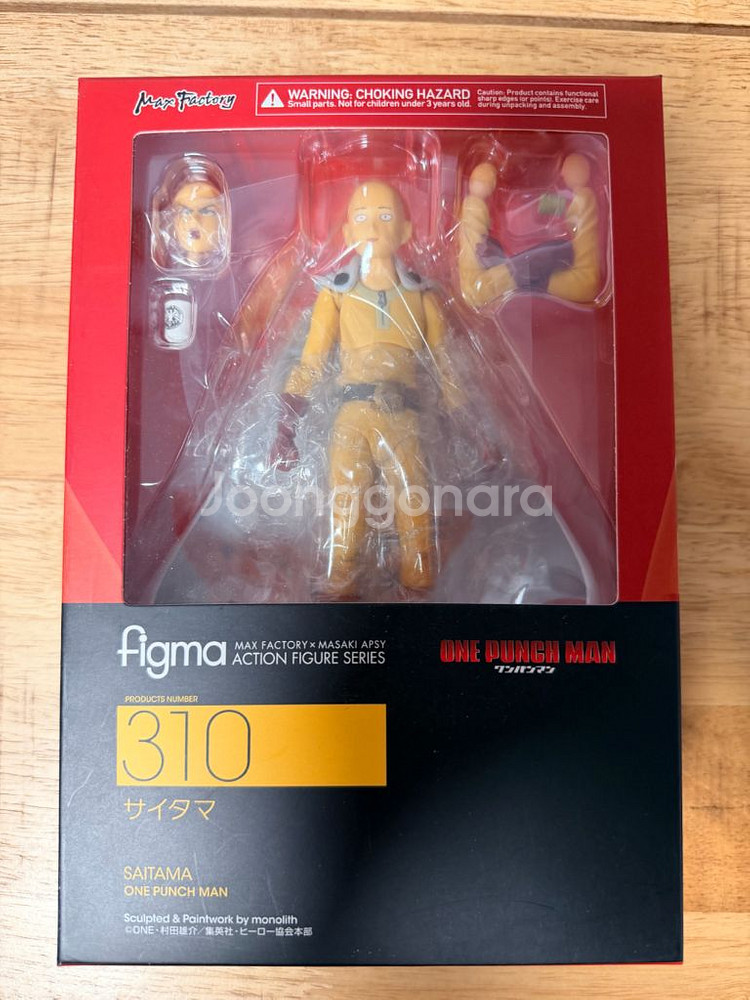 Max Factory
WARNING: CHOKING HAZARD
Small parts. Not for children under 3 years old.
Caution: Product contains functional
sharp edges (or points). Exercise care
during unpacking and assembly.
Joonggonara
figma
MAX FACTORY × MASAKI APSY
ACTION FIGURE SERIES
ONE PUNCH MAN
ワンパンマン
PRODUCTS NUMBER
310
サイタマ
SAITAMA
ONE PUNCH MAN
Sculpted & Paintwork by monolith
©ONE・村田雄介／集英社・ヒーロー協会本部